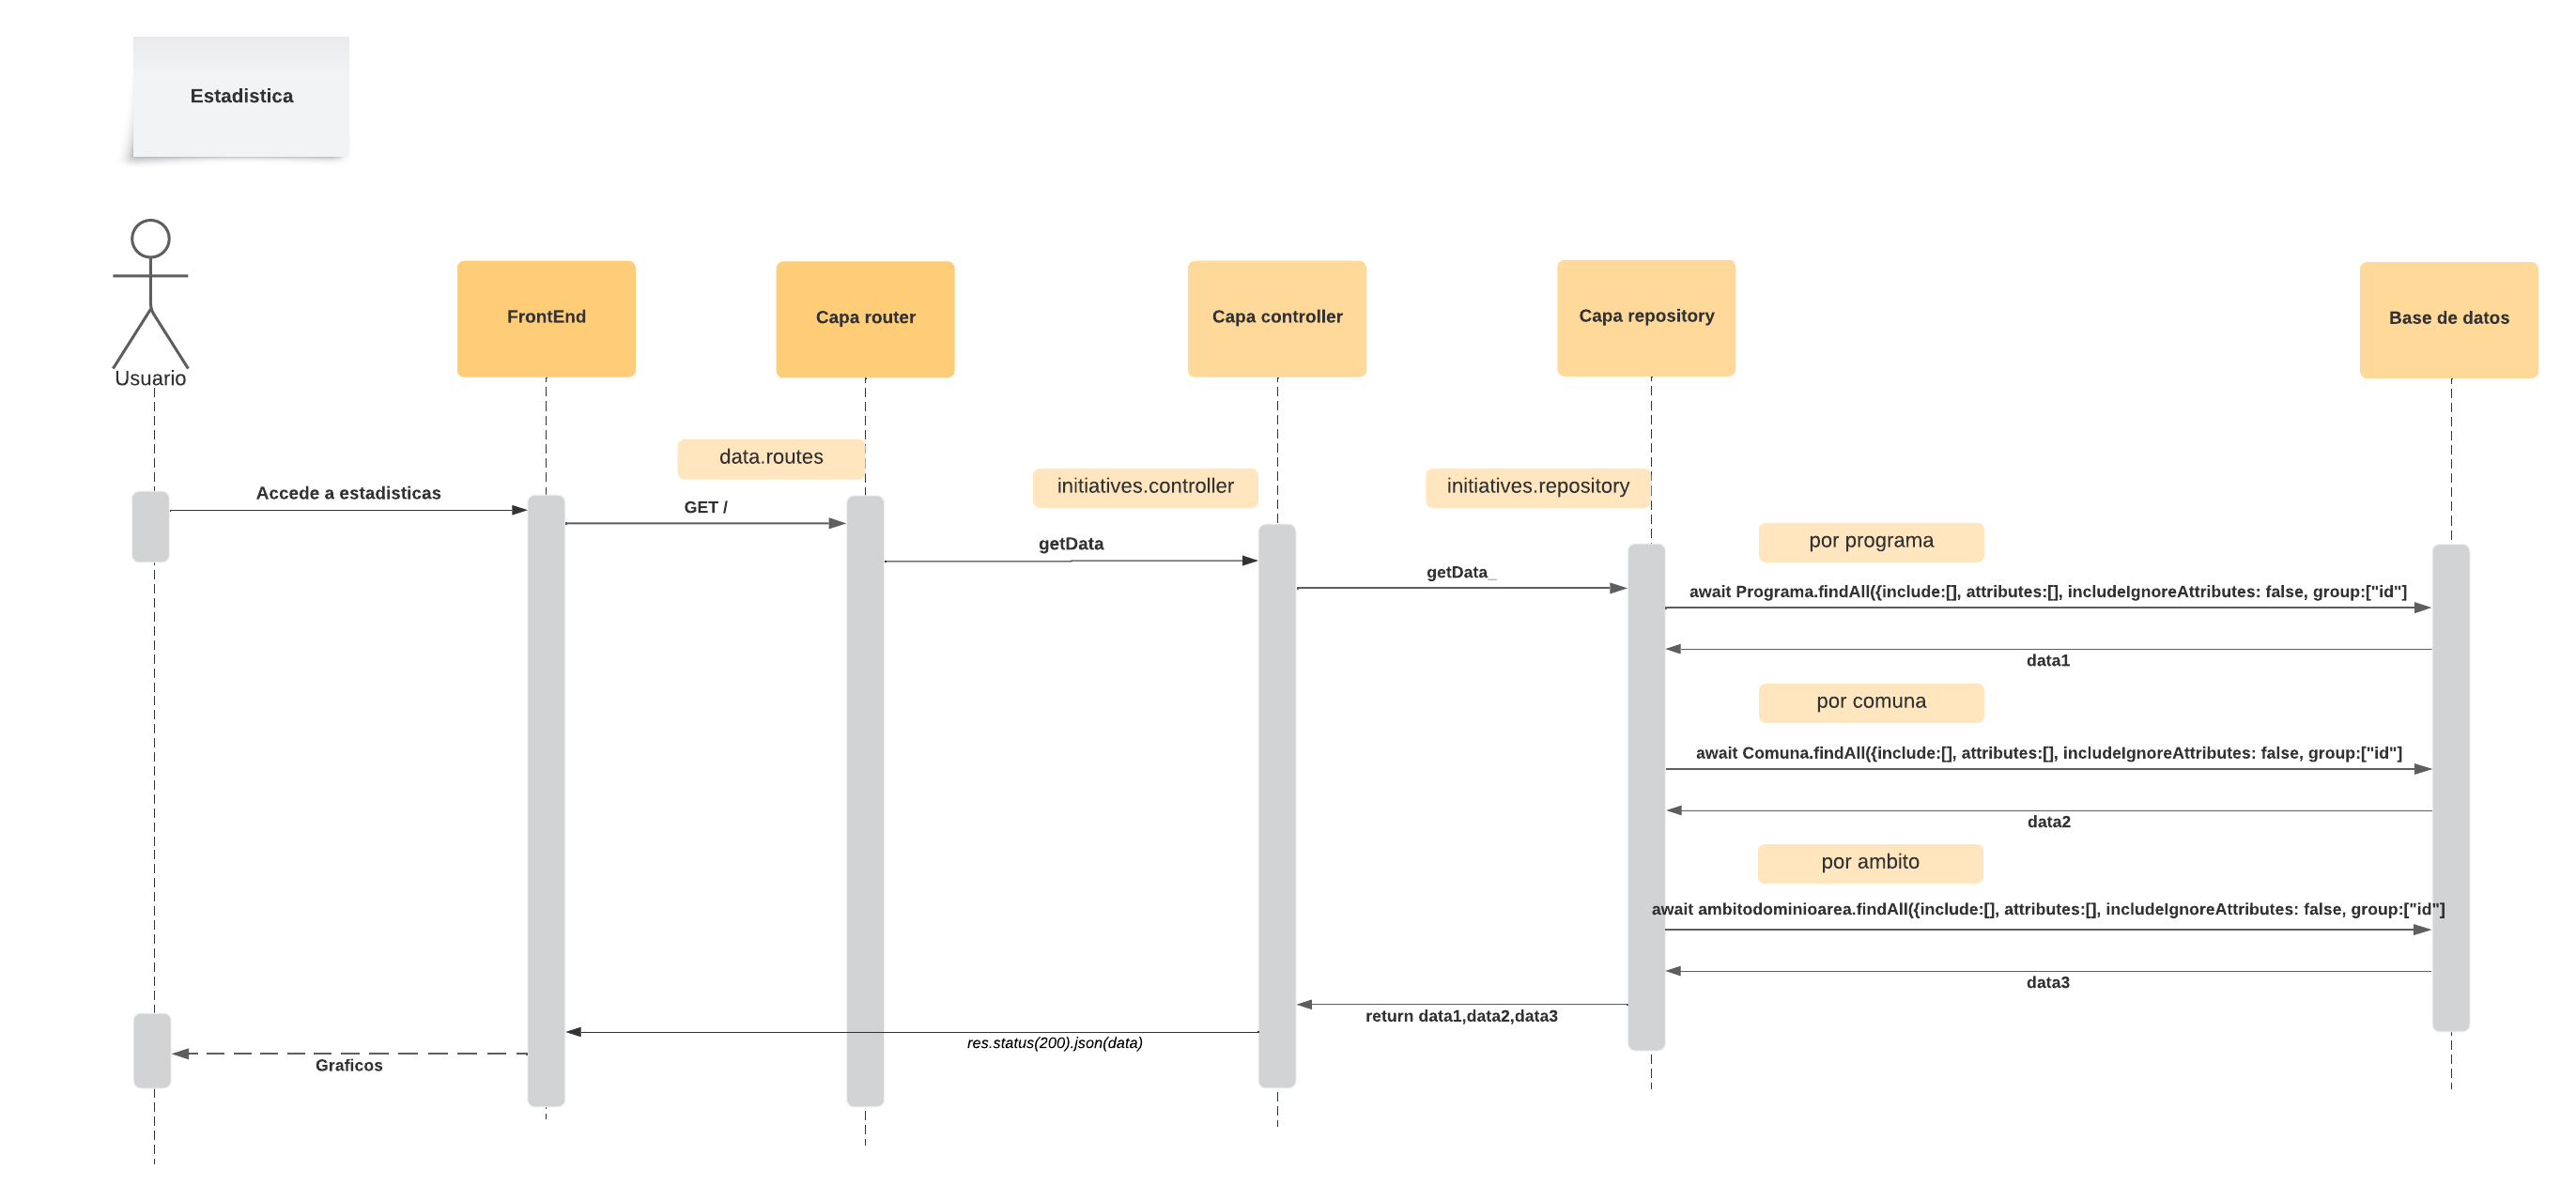 Estadistica
Usuario
FrontEnd
Capa router
Capa controller
Capa repository
Base de datos
data.routes
initiatives.controller
initiatives.repository
Accede a estadisticas
GET /
getData
getData_
por programa
await Programa.findAll({include:[], attributes:[], includeIgnoreAttributes: false, group:["id"]
data1
por comuna
await Comuna.findAll({include:[], attributes:[], includeIgnoreAttributes: false, group:["id"]
data2
por ambito
await ambitodominioarea.findAll({include:[], attributes:[], includeIgnoreAttributes: false, group:["id"]
data3
return data1,data2,data3
res.status(200).json(data)
Graficos